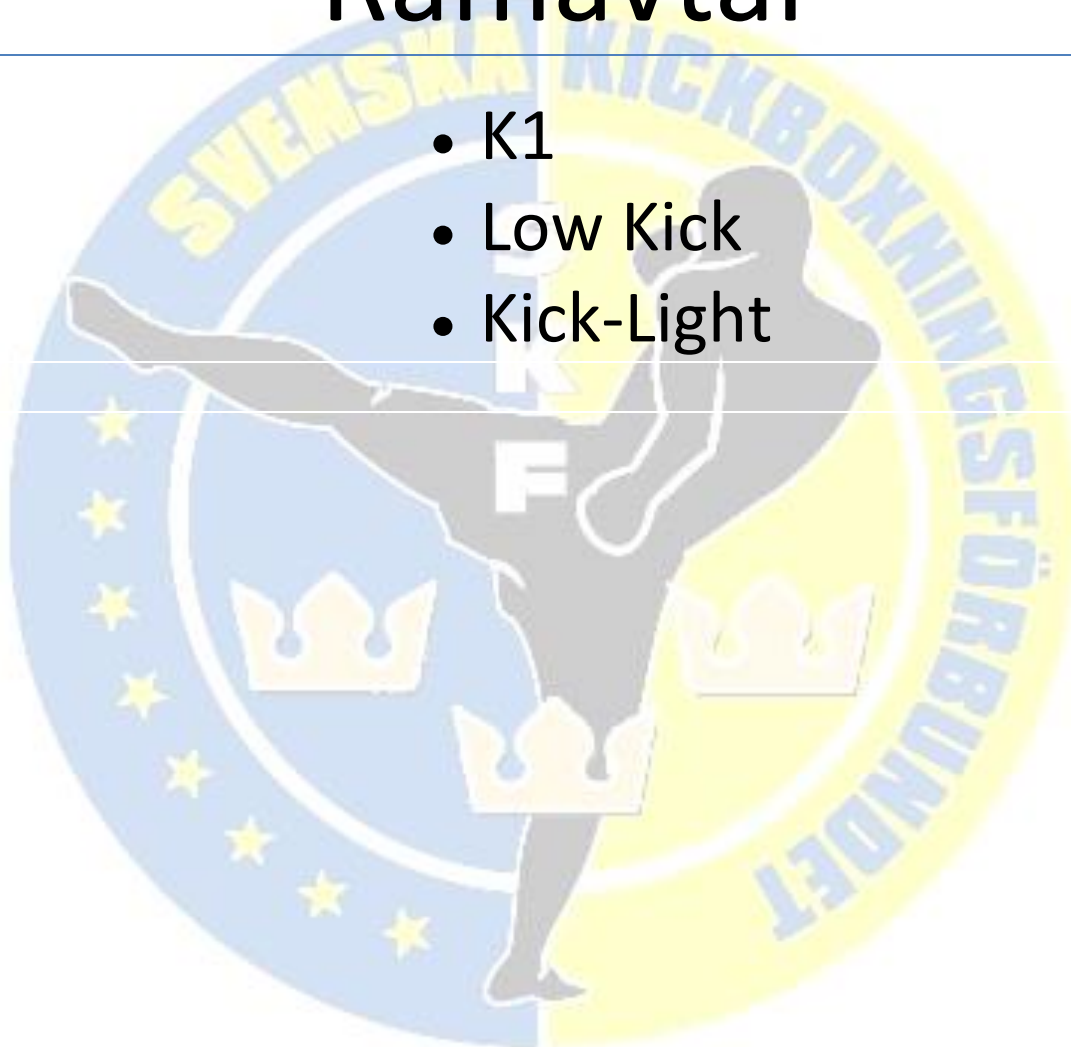 Ramavtal
• K1
• Low Kick
• Kick-Light
SVENSKA KICKBOXNINGSFÖRBUNDET
S
K
F